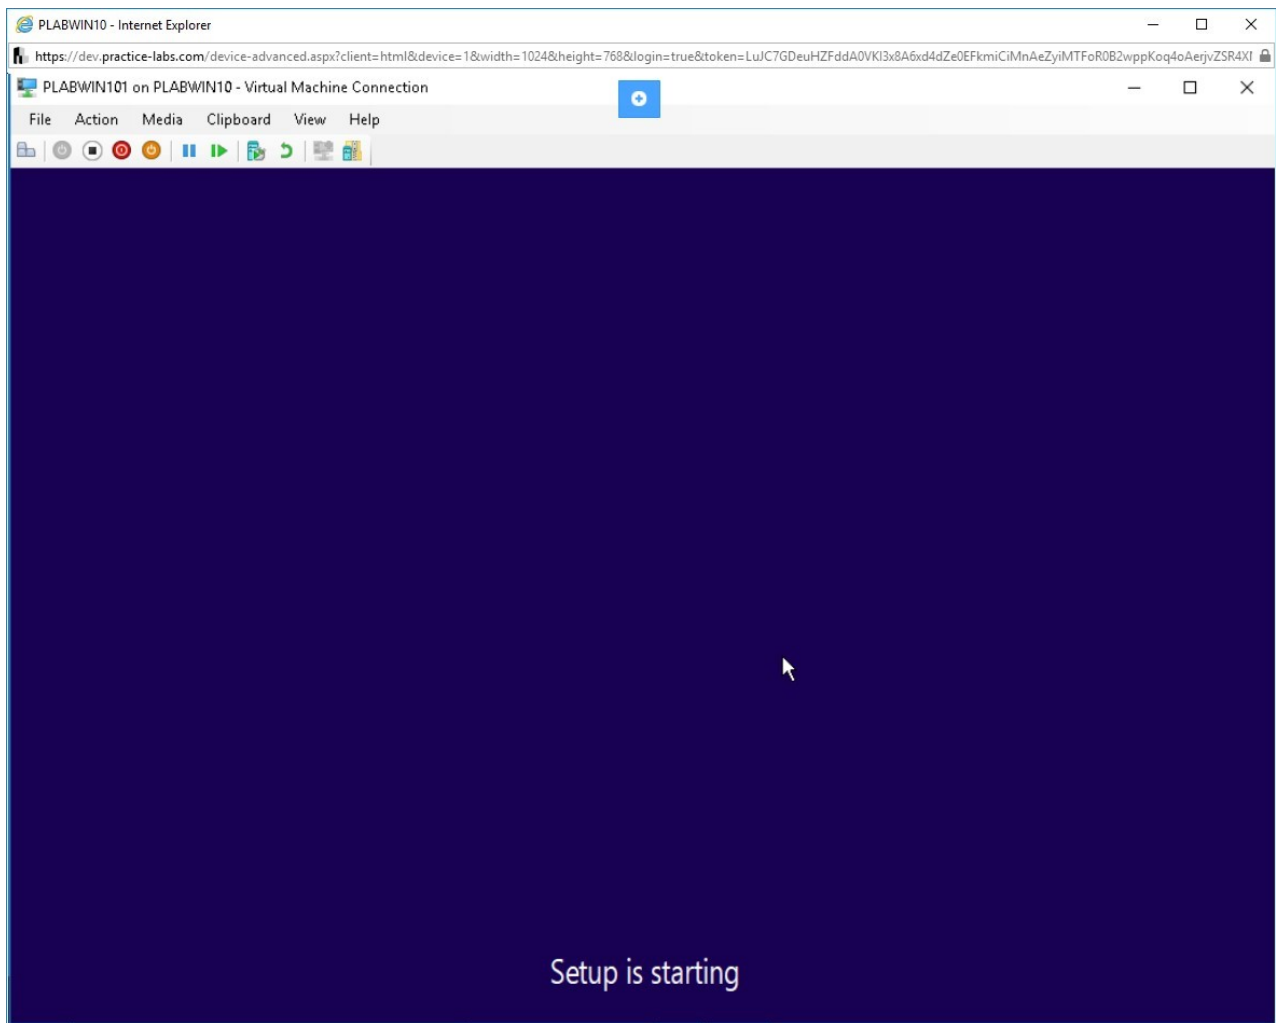 PLABWIN10 - Internet Explorer
https://dev.practice-labs.com/device-advanced.aspx?client=html&device=1&width=1024&height=768&login=true&token=LuJC7GDeuHZFddA0VKI3x8A6xd4dZe0EFkmiCiMnAeZyiMTFoR0B2wppKoq4oAerjvZSR4XI
PLABWIN101 on PLABWIN10 - Virtual Machine Connection
File Action Media Clipboard View Help
Setup is starting